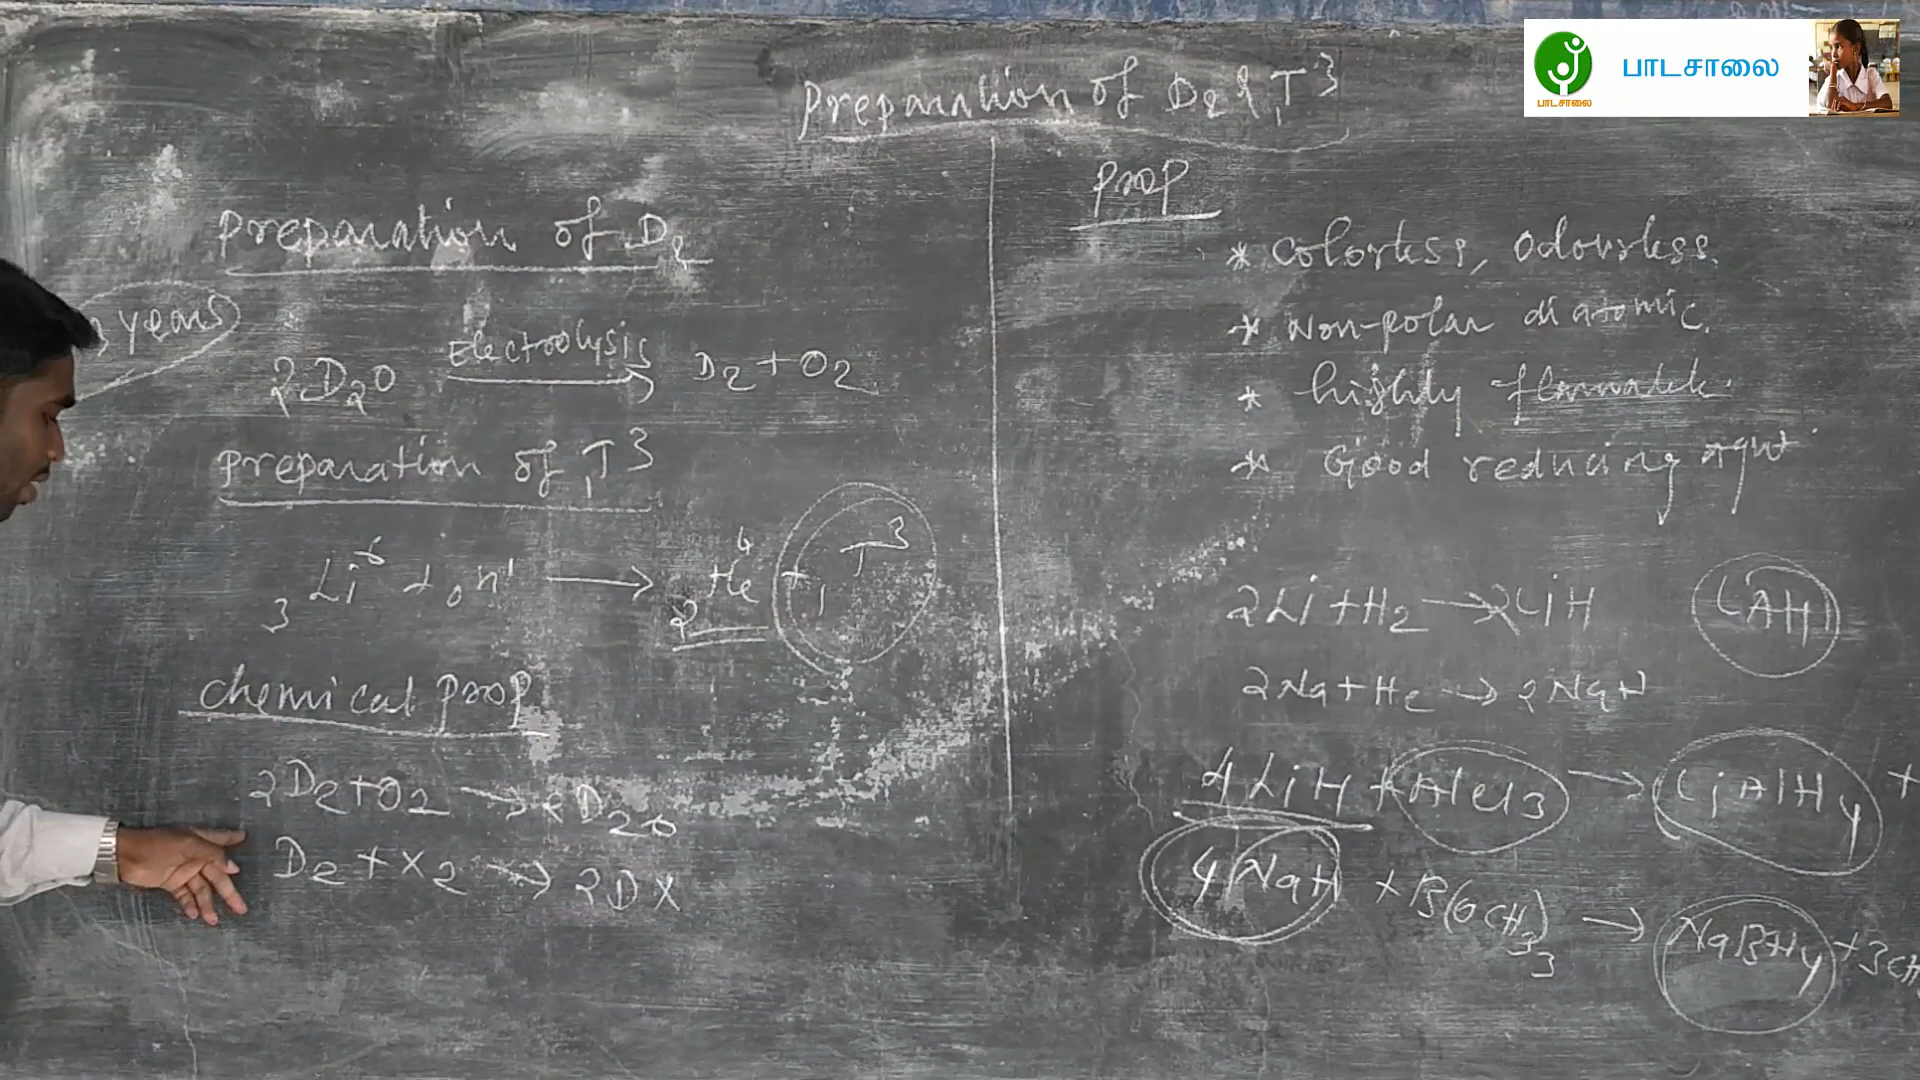 பாடசாலை
பாடசாலை
Preparation of D2 & 1T3
Preparation of D2
years
2D2O Electrolysis → D2 + O2
Preparation of 1T3
3Li6 + 0n1 → 2He4 + 1T3
chemical prop
2D2 + O2 → 2D2O
D2 + X2 → 2DX
prop
* Colorless, Odourless.
* Non-polar diatomic.
* highly
* Good reducing agent
2Li + H2 → 2LiH
LAH
2Na + H2 → 2NaH
4LiH + AlCl3 → LiAlH4 +
4NaH + B(OCH3)3 → NaBH4 + 3CH